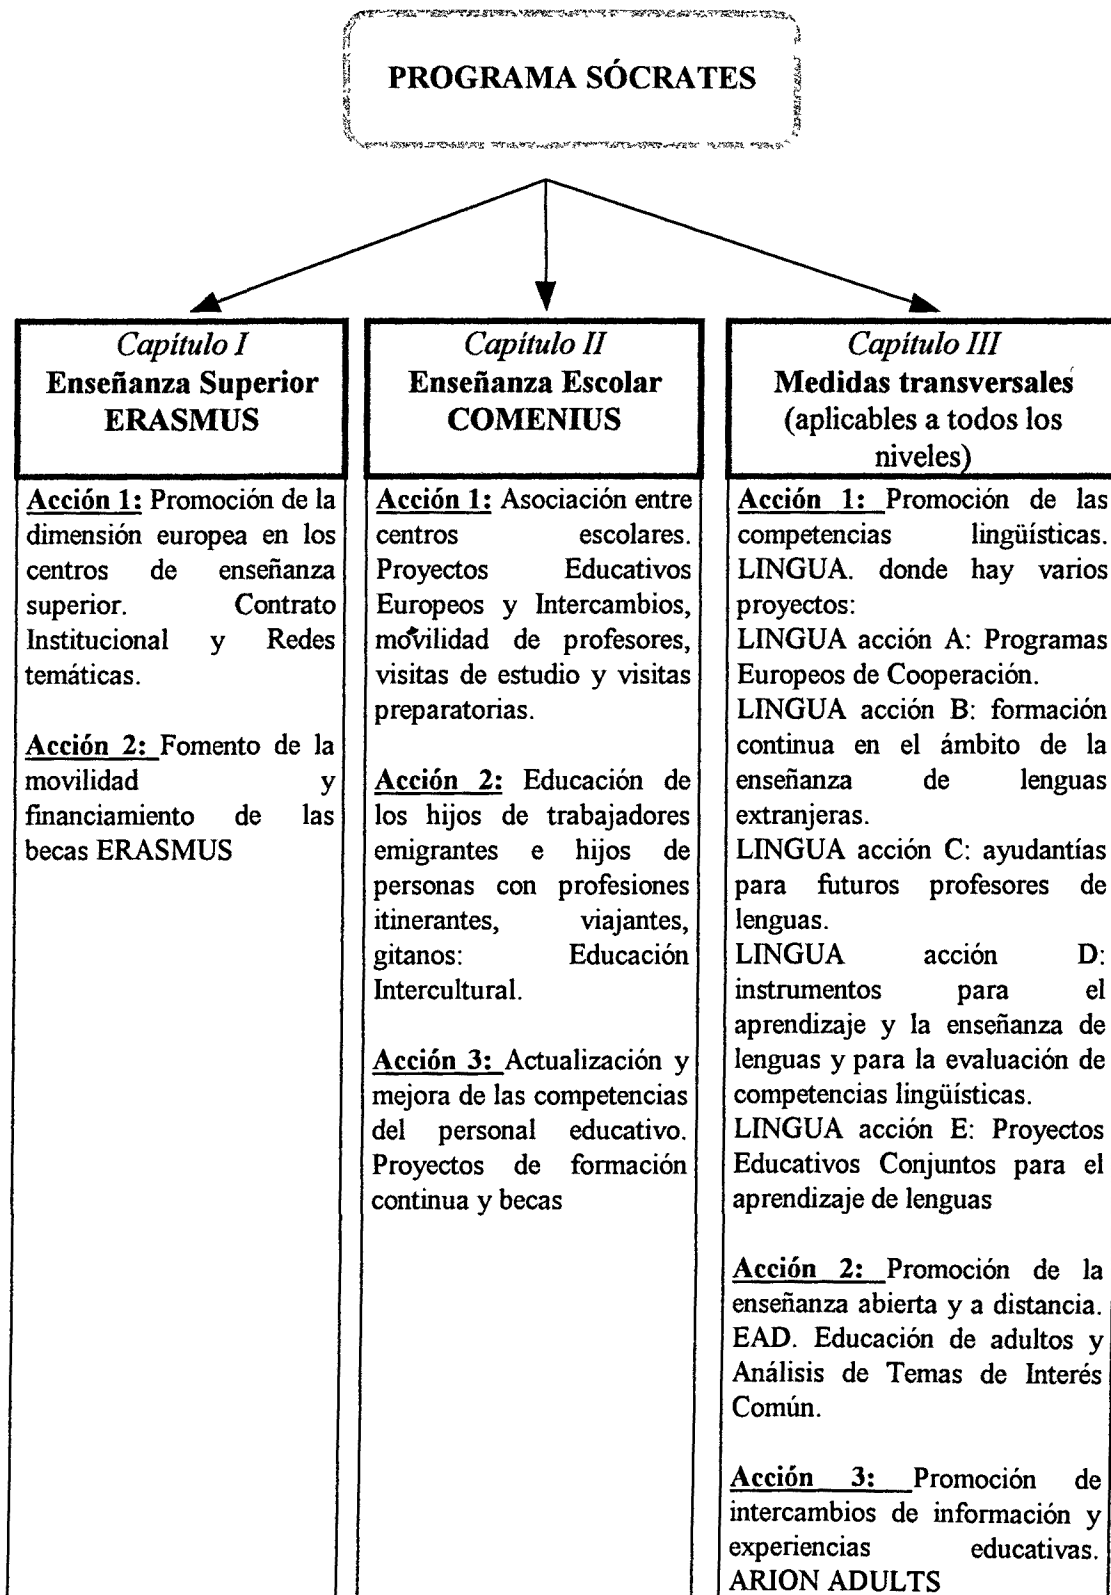 PROGRAMA SÓCRATES
Capítulo I
Enseñanza Superior
ERASMUS
Acción 1: Promoción de la
dimensión europea en los
centros de enseñanza
superior. Contrato
Institucional y Redes
temáticas.
Acción 2: Fomento de la
movilidad y
financiamiento de las
becas ERASMUS
Capítulo II
Enseñanza Escolar
COMENIUS
Acción 1: Asociación entre
centros escolares.
Proyectos Educativos
Europeos y Intercambios,
movilidad de profesores,
visitas de estudio y visitas
preparatorias.
Acción 2: Educación de
los hijos de trabajadores
emigrantes e hijos de
personas con profesiones
itinerantes, viajantes,
gitanos: Educación
Intercultural.
Acción 3: Actualización y
mejora de las competencias
del personal educativo.
Proyectos de formación
continua y becas
Capítulo III
Medidas transversales
(aplicables a todos los
niveles)
Acción 1: Promoción de las
competencias lingüísticas.
LINGUA. donde hay varios
proyectos:
LINGUA acción A: Programas
Europeos de Cooperación.
LINGUA acción B: formación
continua en el ámbito de la
enseñanza de lenguas
extranjeras.
LINGUA acción C: ayudantías
para futuros profesores de
lenguas.
LINGUA acción D:
instrumentos para el
aprendizaje y la enseñanza de
lenguas y para la evaluación de
competencias lingüísticas.
LINGUA acción E: Proyectos
Educativos Conjuntos para el
aprendizaje de lenguas
Acción 2: Promoción de la
enseñanza abierta y a distancia.
EAD. Educación de adultos y
Análisis de Temas de Interés
Común.
Acción 3: Promoción de
intercambios de información y
experiencias educativas.
ARION ADULTS